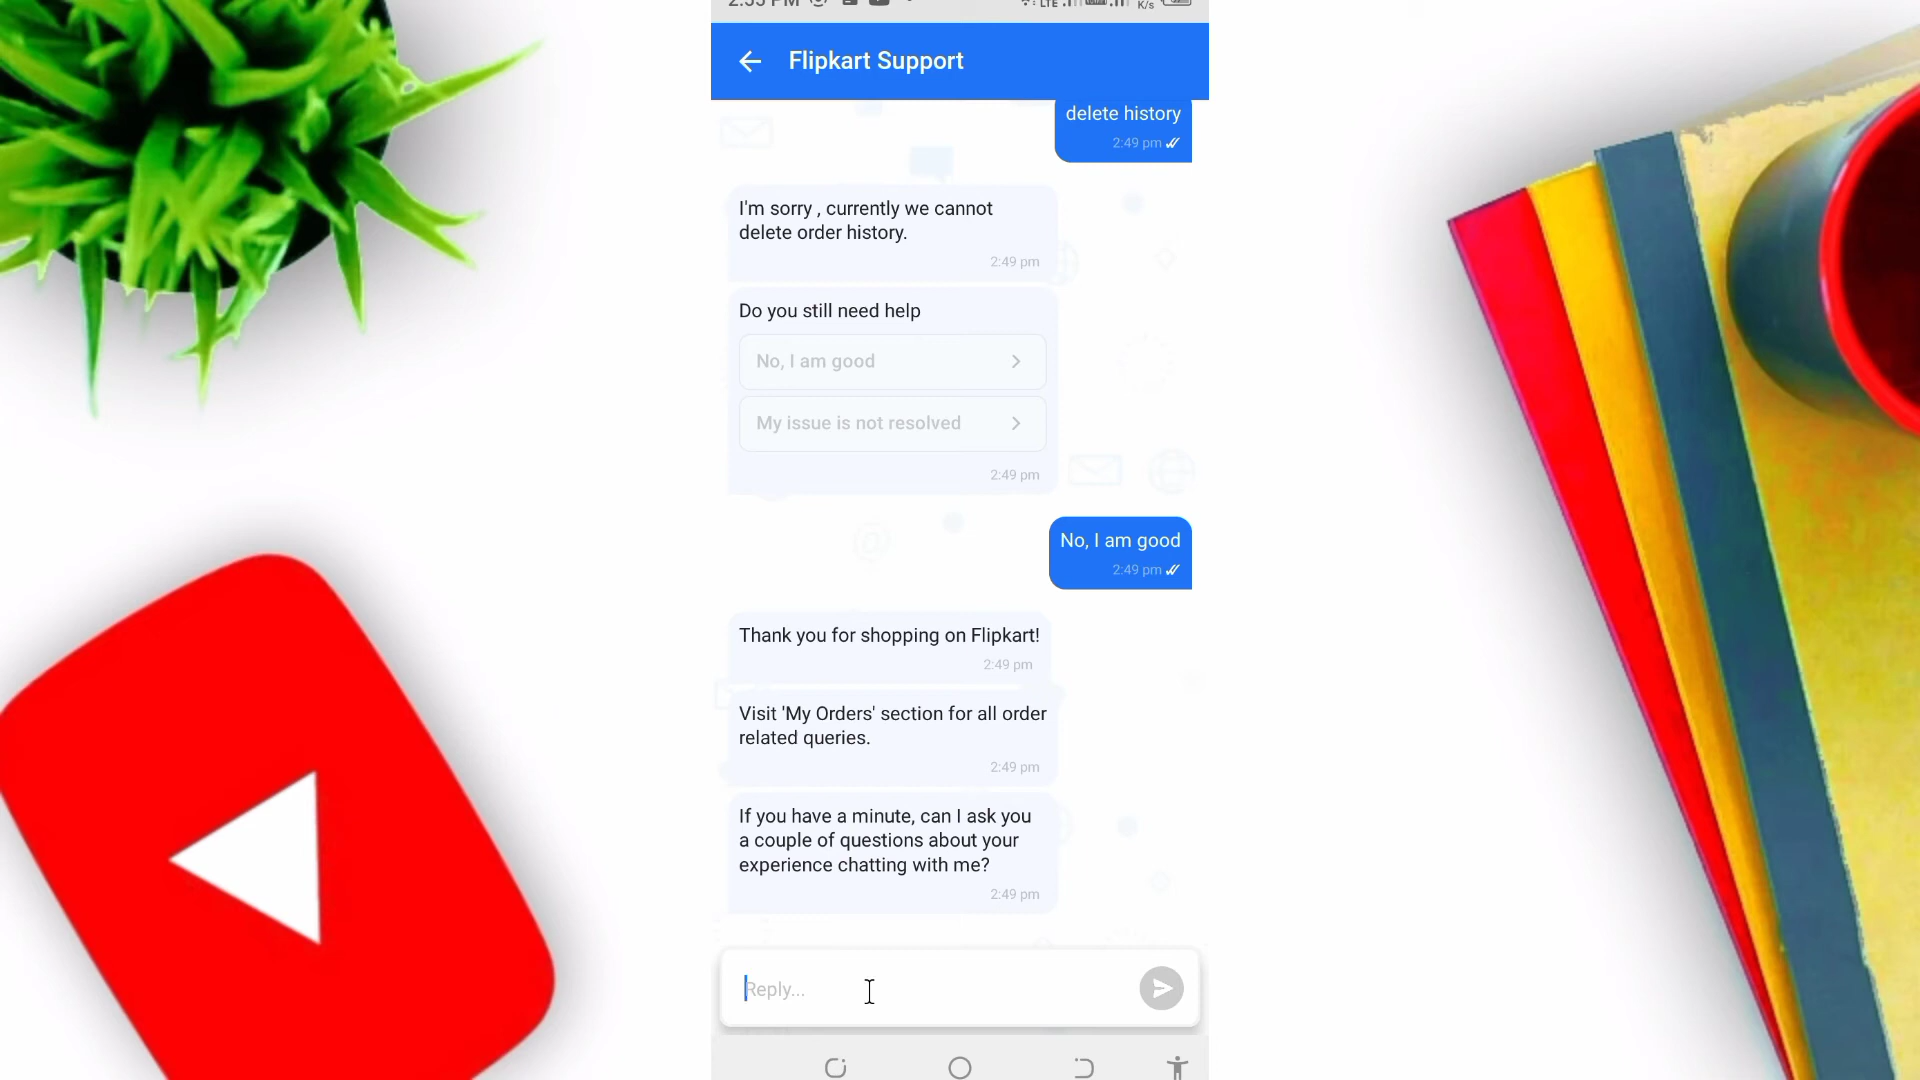 Flipkart Support
delete history
2:49 pm
I'm sorry , currently we cannot
delete order history.
2:49 pm
Do you still need help
No, I am good
My issue is not resolved
2:49 pm
No, I am good
2:49 pm
Thank you for shopping on Flipkart!
2:49 pm
Visit 'My Orders' section for all order
related queries.
2:49 pm
If you have a minute, can I ask you
a couple of questions about your
experience chatting with me?
2:49 pm
Reply...